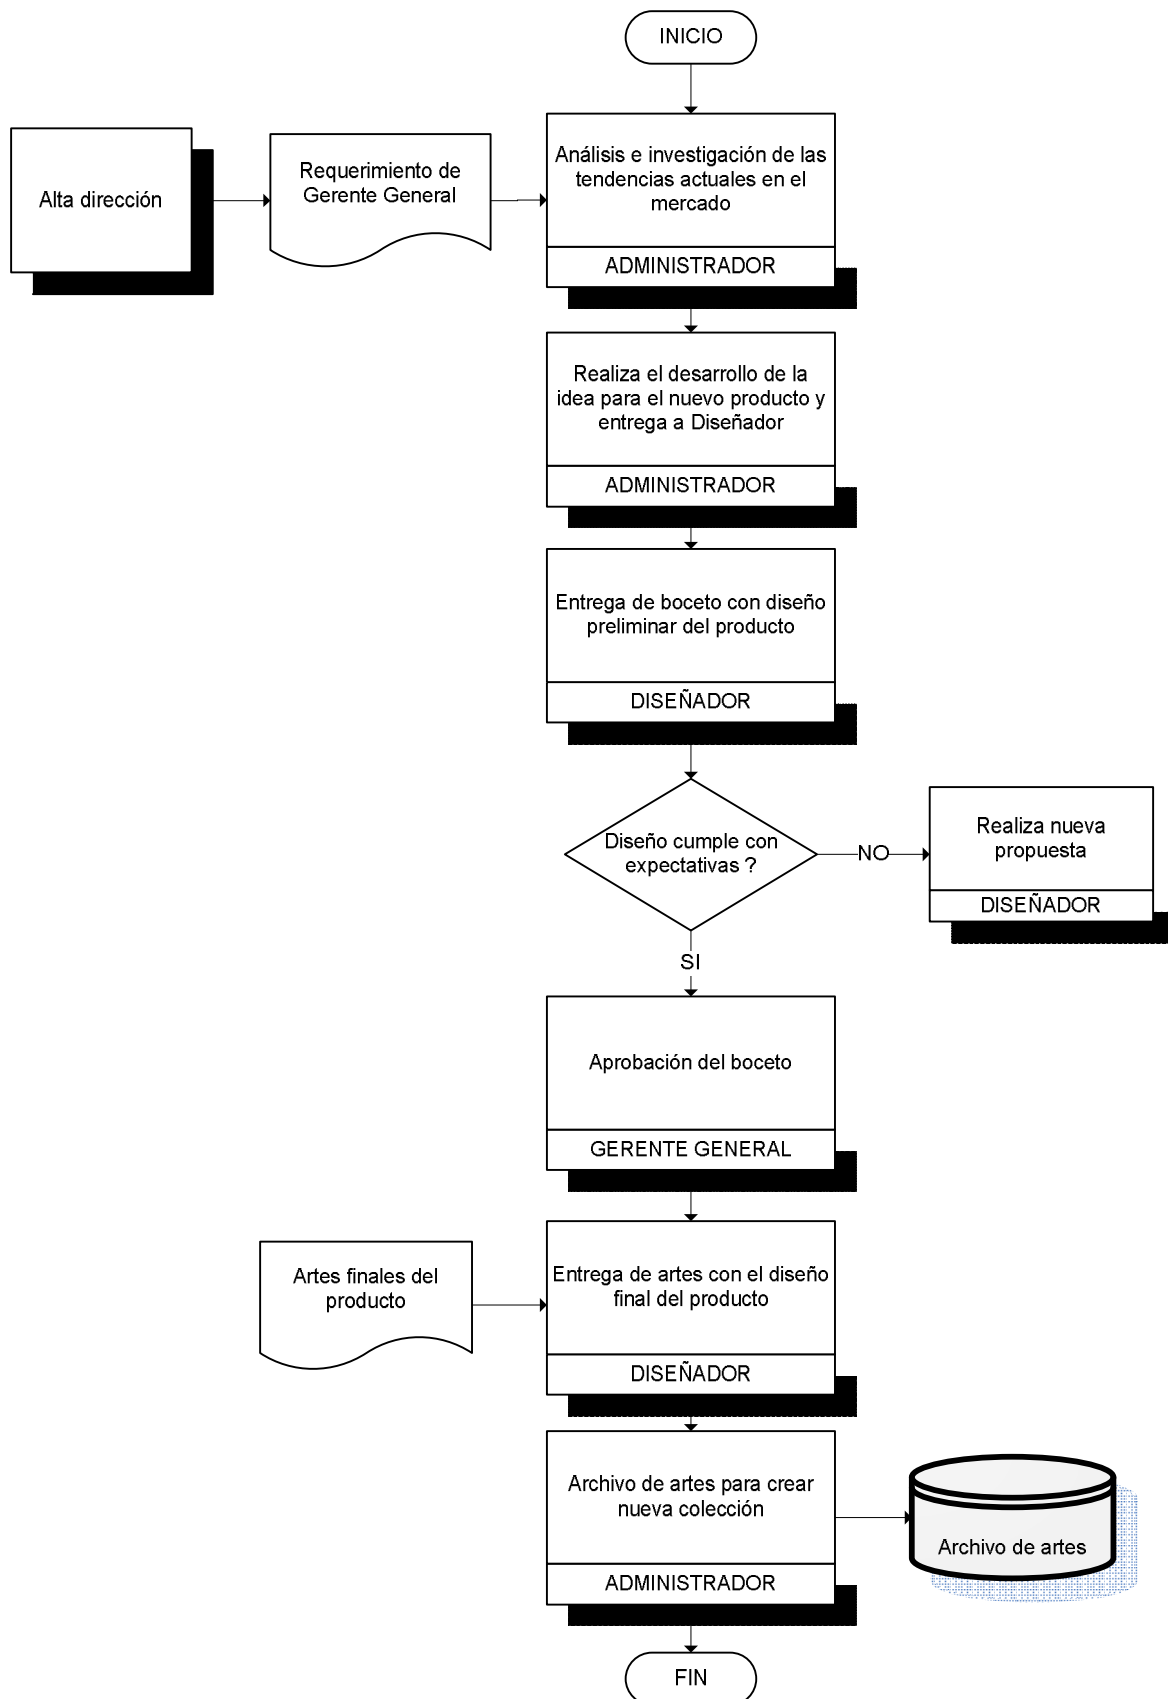 INICIO
Alta dirección
Requerimiento de
Gerente General
Análisis e investigación de las
tendencias actuales en el
mercado
ADMINISTRADOR
Realiza el desarrollo de la
idea para el nuevo producto y
entrega a Diseñador
ADMINISTRADOR
Entrega de boceto con diseño
preliminar del producto
DISEÑADOR
Diseño cumple con
expectativas ?
NO
Realiza nueva
propuesta
DISEÑADOR
SI
Aprobación del boceto
GERENTE GENERAL
Artes finales del
producto
Entrega de artes con el diseño
final del producto
DISEÑADOR
Archivo de artes para crear
nueva colección
ADMINISTRADOR
Archivo de artes
FIN